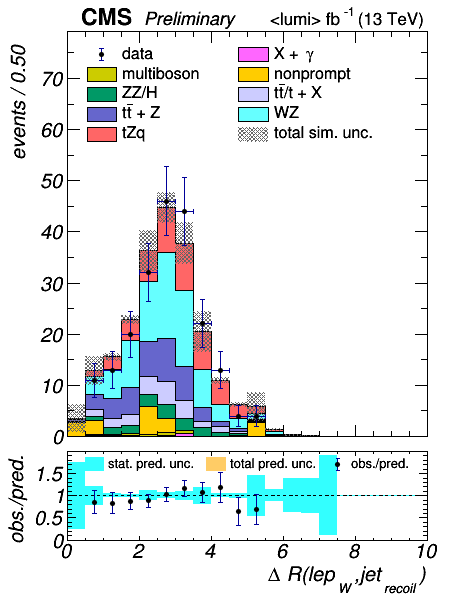 CMS Preliminary <lumi> fb⁻¹ (13 TeV)
events / 0.50
data
multiboson
ZZ/H
tt̄ + Z
tZq
X + γ
nonprompt
tt̄/t + X
WZ
total sim. unc.
70
60
50
40
30
20
10
0
obs./pred.
stat. pred. unc. total pred. unc. obs./pred.
1.5
1
0.5
0
0 2 4 6 8 10
Δ R(lep_W,jet_recoil)